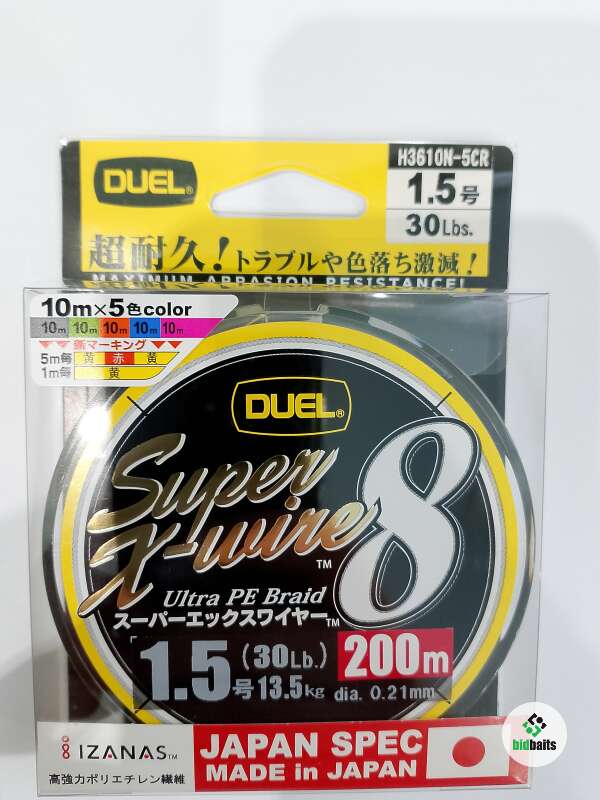 DUEL®
H3610N-5CR
1.5号
30Lbs.
超耐久!トラブルや色落ち激減!
MAXIMUM ABRASION RESISTANCE!
10m×5色color
10m 10m 10m 10m 10m
新マーキング
5m毎 黄 赤 黄
1m毎 黄
DUEL®
Super
X-wire™ 8
Ultra PE Braid
スーパーエックスワイヤー™
1.5号 (30Lb.) 13.5kg
200m
dia. 0.21mm
IZANAS™
高強力ポリエチレン繊維
JAPAN SPEC
MADE in JAPAN
bidbaits